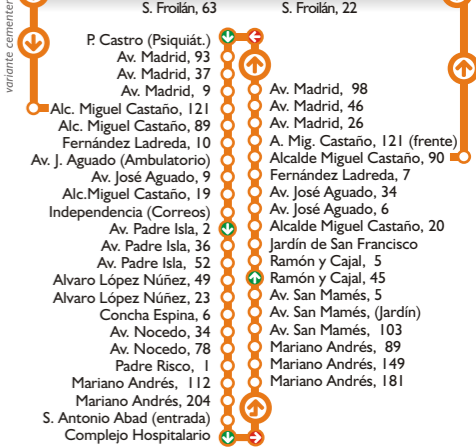 S. Froilán, 63
S. Froilán, 22
variante cementer
P. Castro (Psiquiát.)
Av. Madrid, 93
Av. Madrid, 37
Av. Madrid, 9
Alc. Miguel Castaño, 121
Alc. Miguel Castaño, 89
Fernández Ladreda, 10
Av. J. Aguado (Ambulatorio)
Av. José Aguado, 9
Alc.Miguel Castaño, 19
Independencia (Correos)
Av. Padre Isla, 2
Av. Padre Isla, 36
Av. Padre Isla, 52
Alvaro López Núñez, 49
Alvaro López Núñez, 23
Concha Espina, 6
Av. Nocedo, 34
Av. Nocedo, 78
Padre Risco, 1
Mariano Andrés, 112
Mariano Andrés, 204
S. Antonio Abad (entrada)
Complejo Hospitalario
Av. Madrid, 98
Av. Madrid, 46
Av. Madrid, 26
A. Mig. Castaño, 121 (frente)
Alcalde Miguel Castaño, 90
Fernández Ladreda, 7
Av. José Aguado, 34
Av. José Aguado, 6
Alcalde Miguel Castaño, 20
Jardín de San Francisco
Ramón y Cajal, 5
Ramón y Cajal, 45
Av. San Mamés, 5
Av. San Mamés, (Jardín)
Av. San Mamés, 103
Mariano Andrés, 89
Mariano Andrés, 149
Mariano Andrés, 181